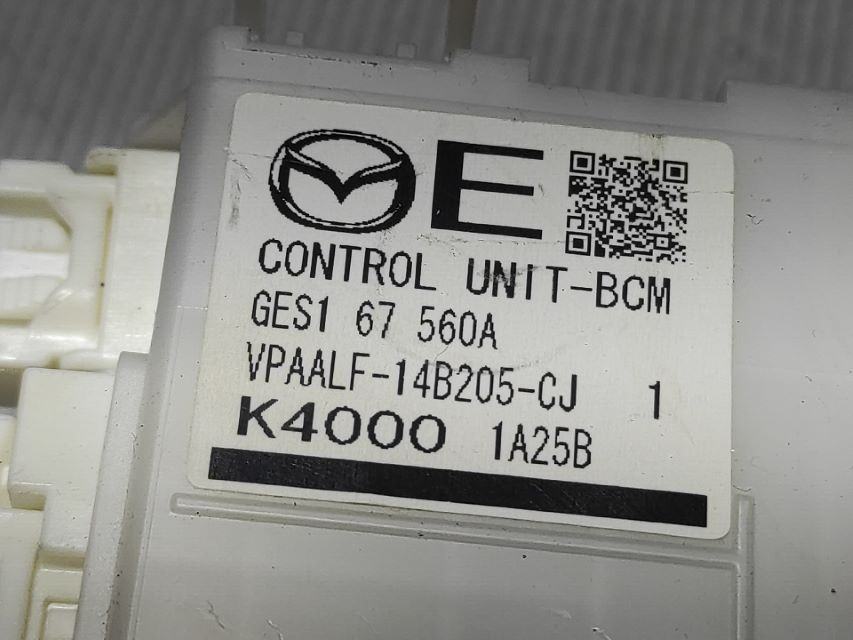 E
CONTROL UNIT-BCM
GES1 67 560A
VPAALF-14B205-CJ 1
K4000 1A25B